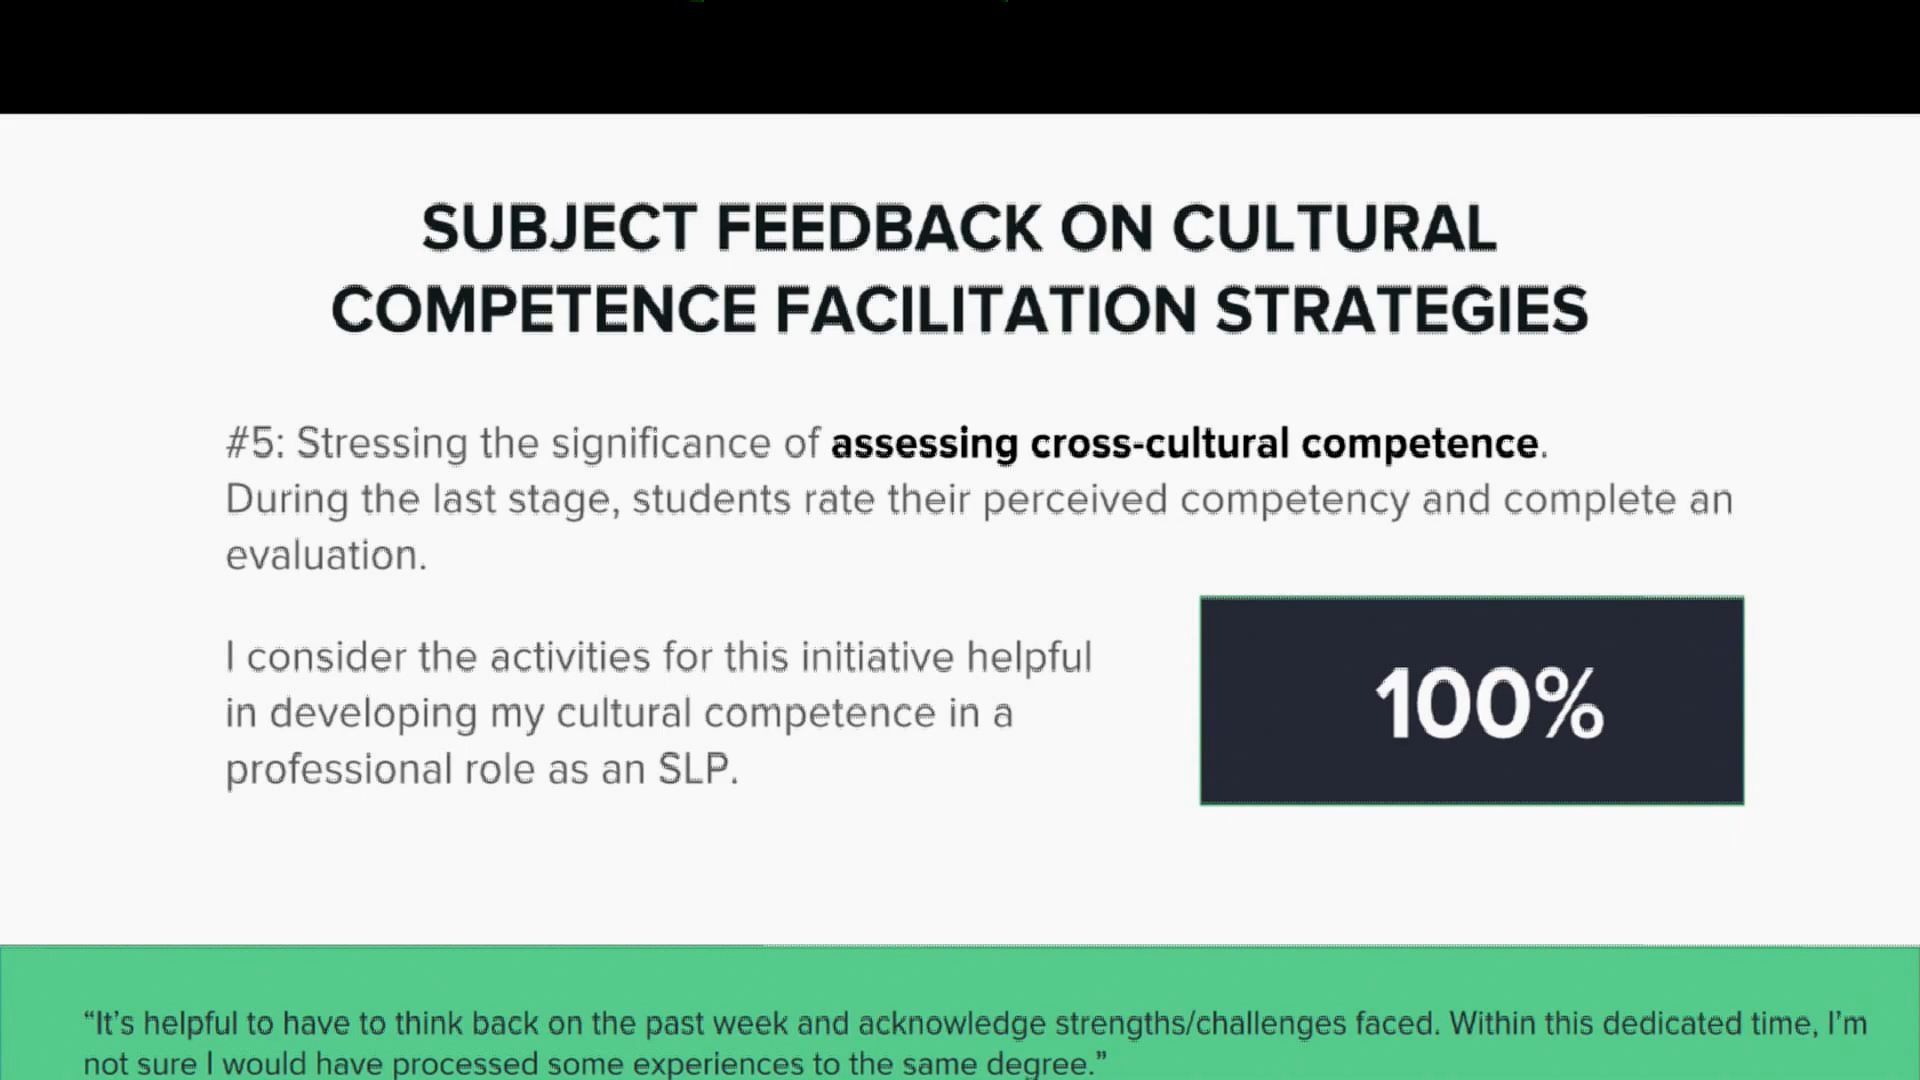 SUBJECT FEEDBACK ON CULTURAL
COMPETENCE FACILITATION STRATEGIES
#5: Stressing the significance of assessing cross-cultural competence.
During the last stage, students rate their perceived competency and complete an
evaluation.
I consider the activities for this initiative helpful
in developing my cultural competence in a
professional role as an SLP.
100%
“It’s helpful to have to think back on the past week and acknowledge strengths/challenges faced. Within this dedicated time, I’m
not sure I would have processed some experiences to the same degree.”